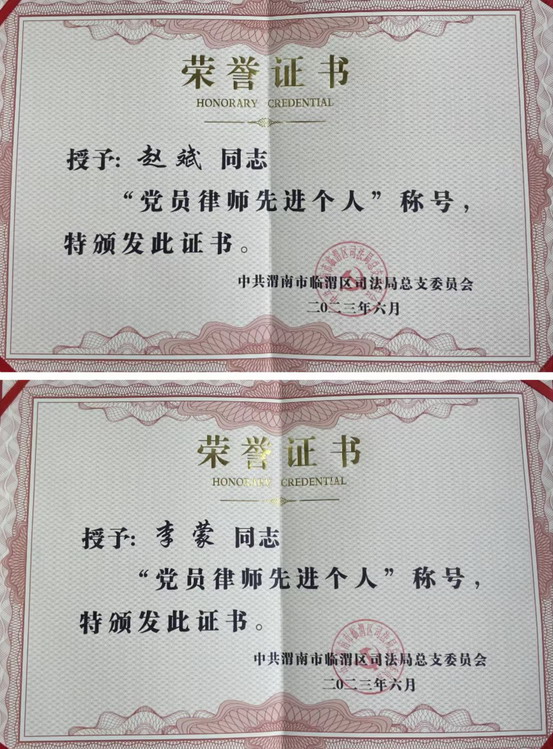 荣誉证书
HONORARY CREDENTIAL
授予: 赵斌 同志
“党员律师先进个人”称号，
特颁发此证书。
中共渭南市临渭区司法局总支委员会
二0二三年六月
荣誉证书
HONORARY CREDENTIAL
授予: 李蒙 同志
“党员律师先进个人”称号，
特颁发此证书。
中共渭南市临渭区司法局总支委员会
二0二三年六月